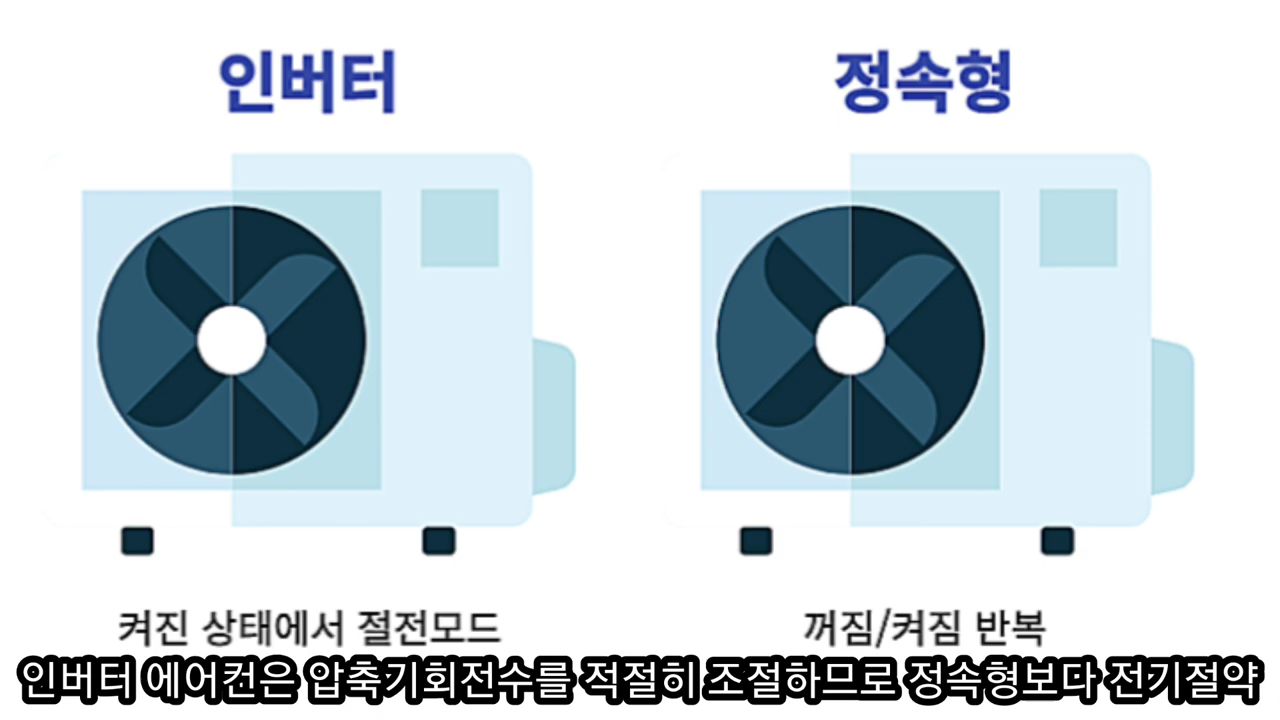 인버터
정속형
켜진 상태에서 절전모드
꺼짐/켜짐 반복
인버터 에어컨은 압축기회전수를 적절히 조절하므로 정속형보다 전기절약